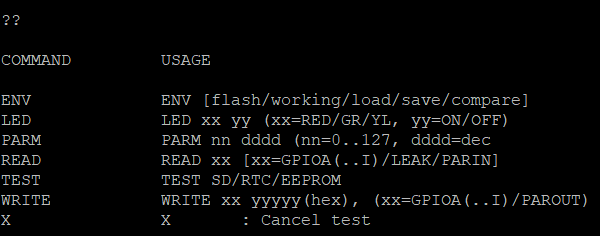 ??
COMMAND USAGE
ENV ENV [flash/working/load/save/compare]
LED LED xx yy (xx=RED/GR/YL, yy=ON/OFF)
PARM PARM nn dddd (nn=0..127, dddd=dec
READ READ xx [xx=GPIOA(..I)/LEAK/PARIN]
TEST TEST SD/RTC/EEPROM
WRITE WRITE xx yyyyy(hex), (xx=GPIOA(..I)/PAROUT)
X X : Cancel test